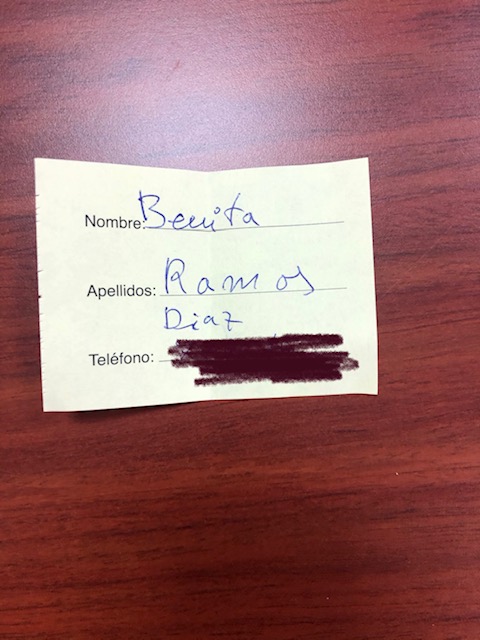 Nombre: Benita
Apellidos: Ramos
Diaz
Teléfono: